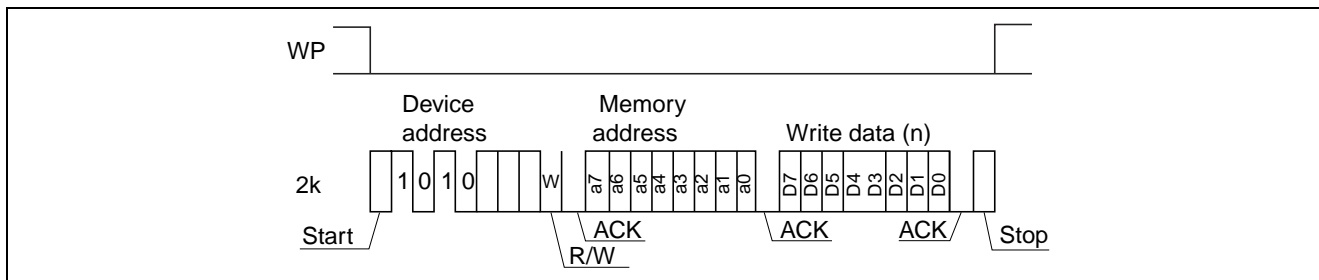 WP
Device Memory
address address Write data (n)
2k 1 0 1 0 W a7 a6 a5 a4 a3 a2 a1 a0 D7 D6 D5 D4 D3 D2 D1 D0
Start ACK ACK ACK Stop
R/W